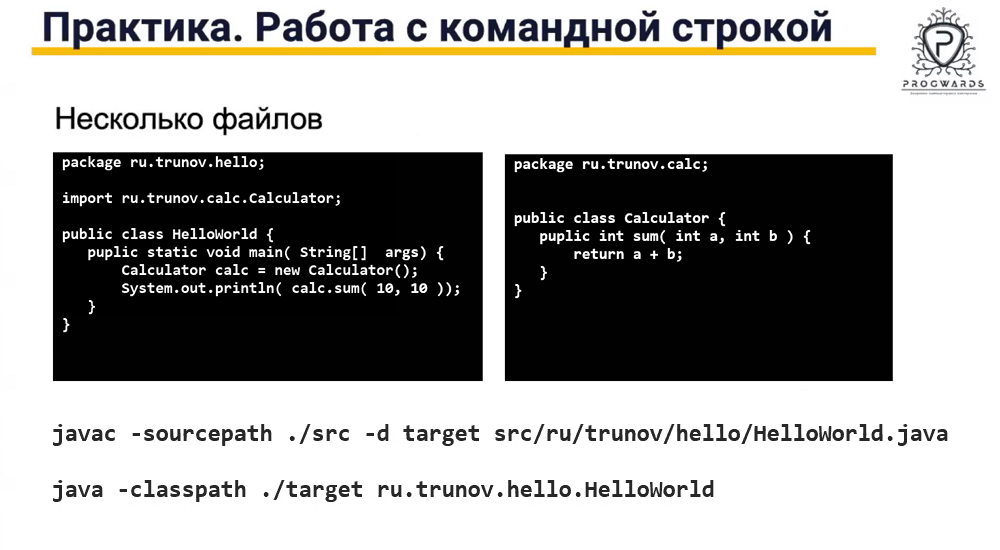 Практика. Работа с командной строкой
PROGWARDS
Несколько файлов
package ru.trunov.hello;
import ru.trunov.calc.Calculator;
public class HelloWorld {
puplic static void main( String[]  args) {
Calculator calc = new Calculator();
System.out.println( calc.sum( 10, 10 ));
}
}
package ru.trunov.calc;
public class Calculator {
puplic int sum( int a, int b ) {
return a + b;
}
}
javac -sourcepath ./src -d target src/ru/trunov/hello/HelloWorld.java
java -classpath ./target ru.trunov.hello.HelloWorld